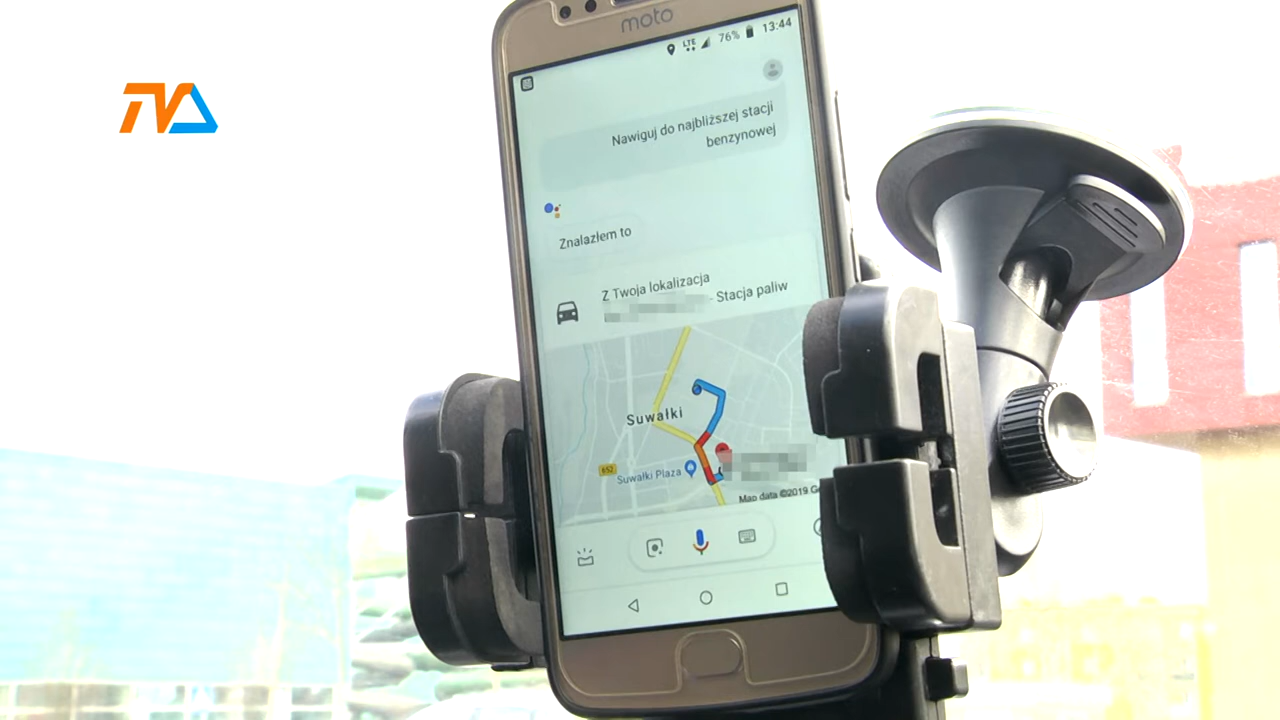 moto
LTE 76% 13:44
TVA
Nawiguj do najbliższej stacji
benzynowej
Znalazłem to
Z Twoja lokalizacja
- Stacja paliw
Suwałki
652
Suwałki Plaza
Map data ©2019